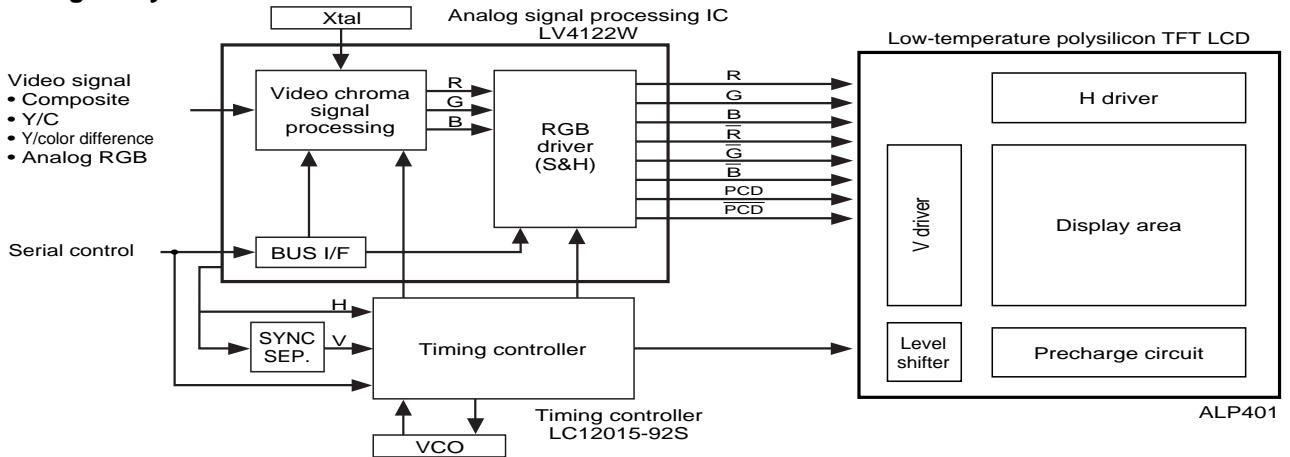 Xtal
Analog signal processing IC
LV4122W
Low-temperature polysilicon TFT LCD
Video signal
• Composite
• Y/C
• Y/color difference
• Analog RGB
Video chroma
signal
processing
R
G
B
RGB
driver
(S&H)
R
G
B
R̅
G̅
B̅
PCD
P̅C̅D̅
H driver
V driver
Display area
Serial control
BUS I/F
H
SYNC
SEP.
V
Timing controller
Level
shifter
Precharge circuit
Timing controller
LC12015-92S
ALP401
VCO